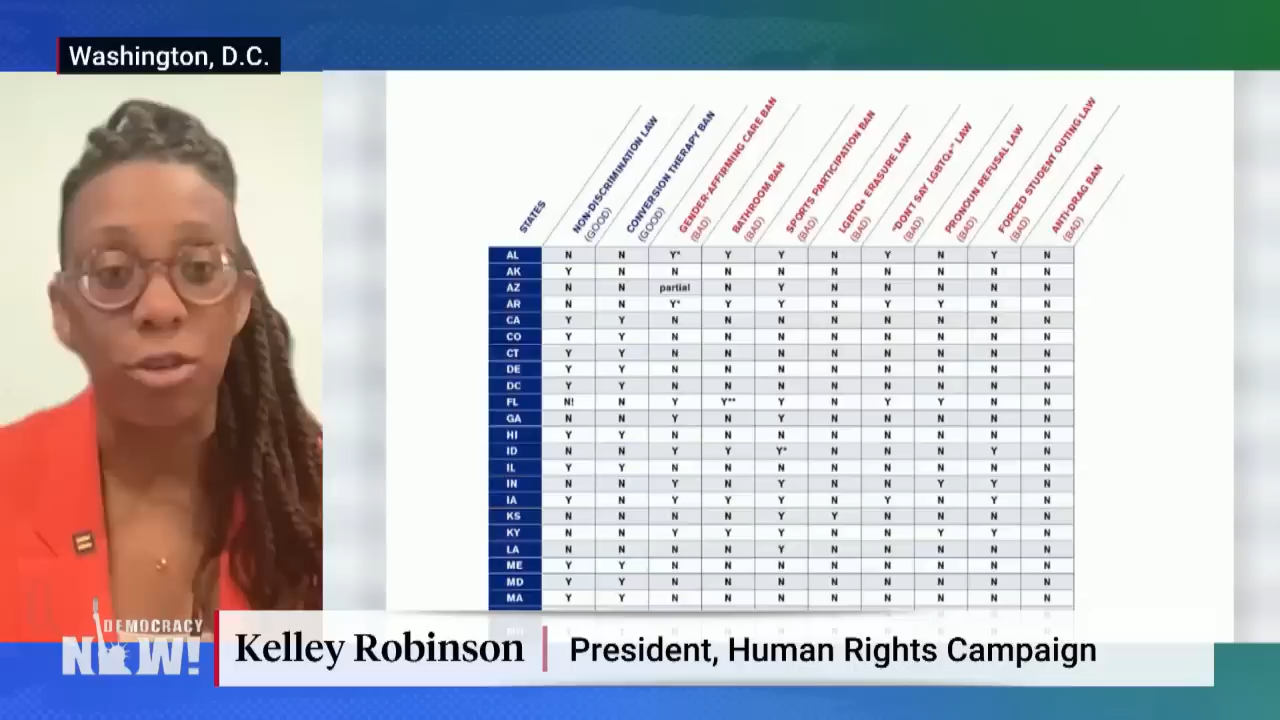 Washington, D.C.
STATES
NON-DISCRIMINATION LAW
(GOOD)
CONVERSION THERAPY BAN
(GOOD)
GENDER-AFFIRMING CARE BAN
(BAD)
BATHROOM BAN
(BAD)
SPORTS PARTICIPATION BAN
(BAD)
LGBTQ+ ERASURE LAW
(BAD)
"DON'T SAY LGBTQ+" LAW
(BAD)
PRONOUN REFUSAL LAW
(BAD)
FORCED STUDENT OUTING LAW
(BAD)
ANTI-DRAG BAN
(BAD)
AL N N Y* Y Y N Y N Y N
AK Y N N N N N N N N N
AZ N N partial N Y N N N N N
AR N N Y* Y Y N Y Y N N
CA Y Y N N N N N N N N
CO Y Y N N N N N N N N
CT Y Y N N N N N N N N
DE Y Y N N N N N N N N
DC Y Y N N N N N N N N
FL N! N Y Y** Y N Y Y N N
GA N N Y N Y N N N N N
HI Y Y N N N N N N N N
ID N N Y Y Y* N N N Y N
IL Y Y N N N N N N N N
IN N N Y N Y N N Y Y N
IA Y N Y Y Y N Y N Y N
KS N N N N Y Y N N N N
KY N N Y Y Y N N Y Y N
LA N N N N Y N N N N N
ME Y Y N N N N N N N N
MD Y Y N N N N N N N N
MA Y Y N N N N N N N N
DEMOCRACY
NOW!
Kelley Robinson
President, Human Rights Campaign